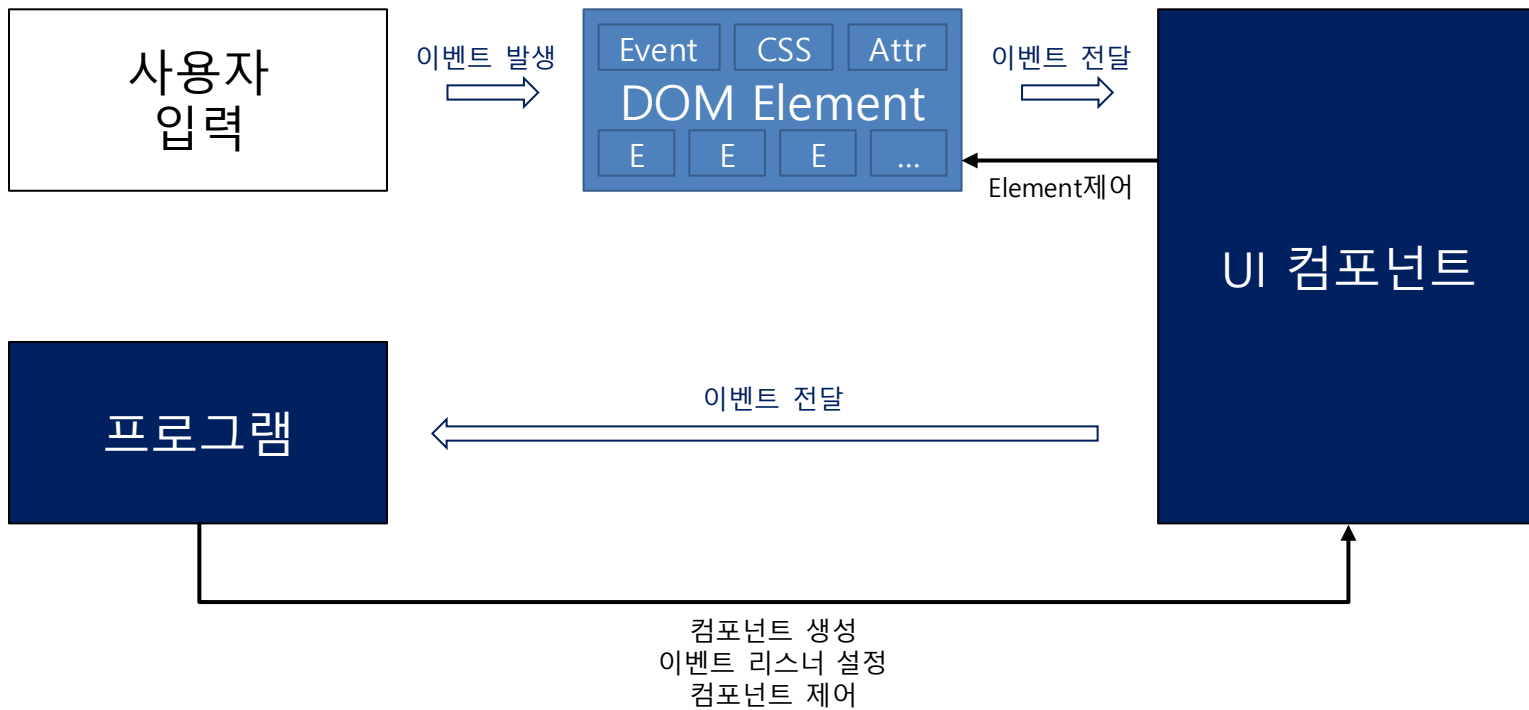 사용자
입력
이벤트 발생
Event
CSS
Attr
DOM Element
E
E
E
...
이벤트 전달
Element제어
UI 컴포넌트
프로그램
이벤트 전달
컴포넌트 생성
이벤트 리스너 설정
컴포넌트 제어